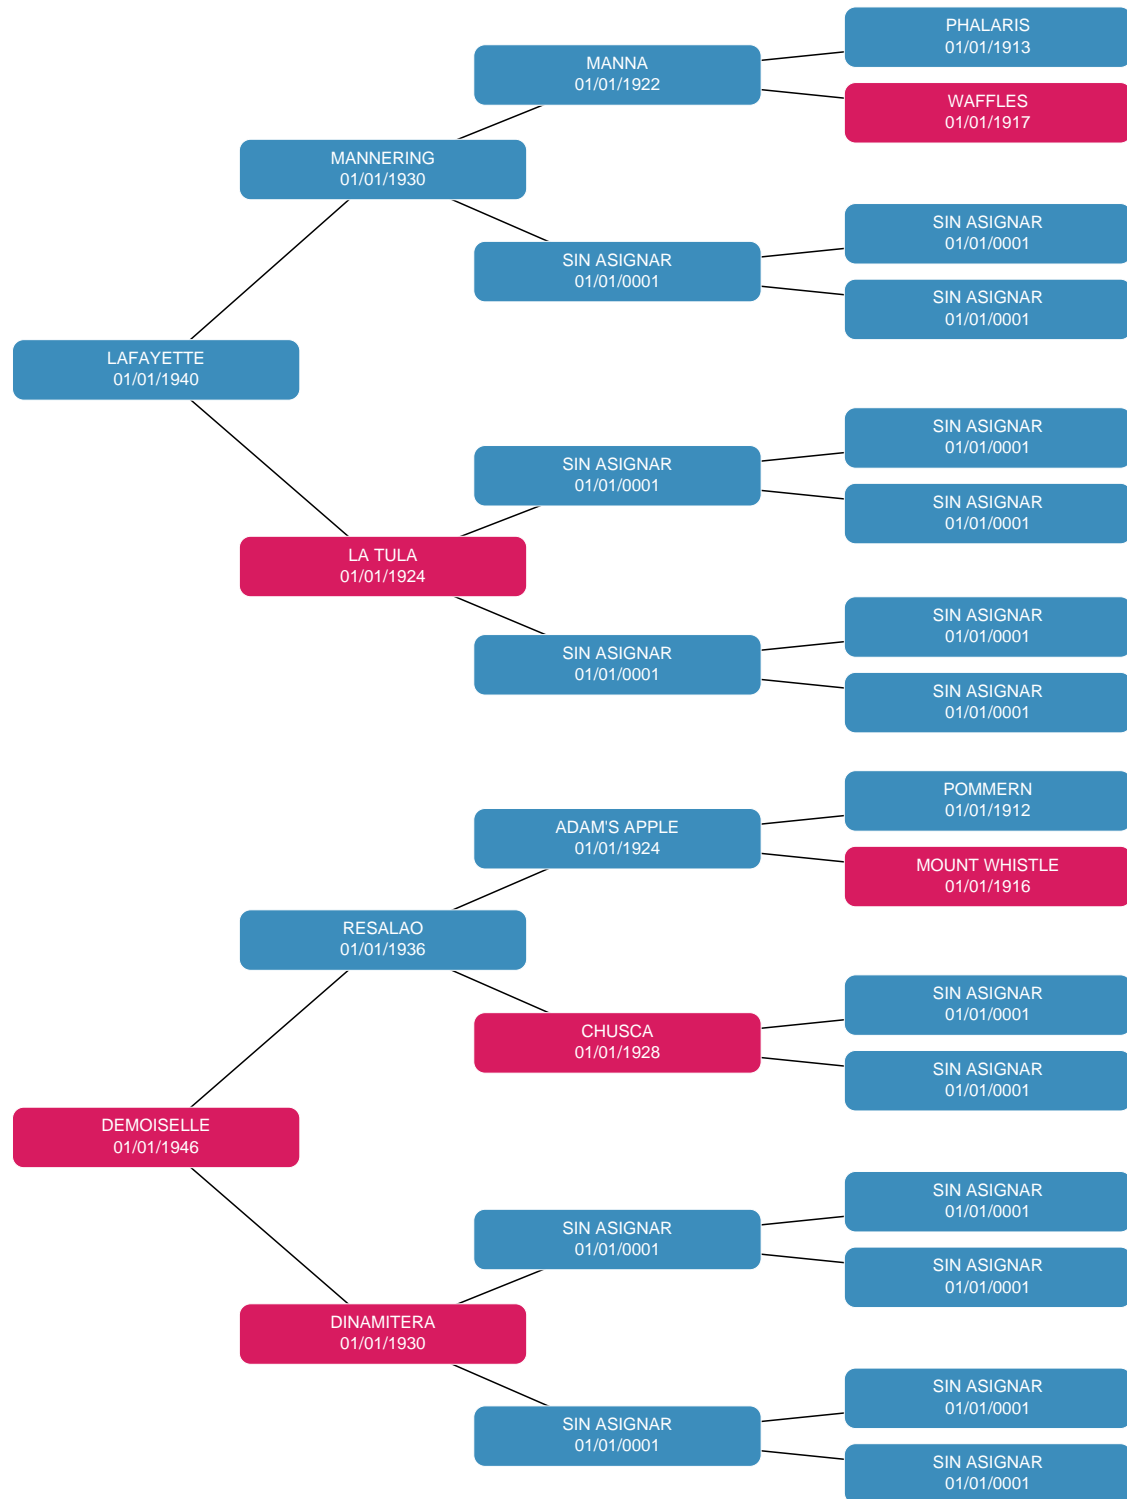 PHALARIS
01/01/1913
MANNA
01/01/1922
WAFFLES
01/01/1917
MANNERING
01/01/1930
SIN ASIGNAR
01/01/0001
SIN ASIGNAR
01/01/0001
SIN ASIGNAR
01/01/0001
LAFAYETTE
01/01/1940
SIN ASIGNAR
01/01/0001
SIN ASIGNAR
01/01/0001
SIN ASIGNAR
01/01/0001
LA TULA
01/01/1924
SIN ASIGNAR
01/01/0001
SIN ASIGNAR
01/01/0001
SIN ASIGNAR
01/01/0001
POMMERN
01/01/1912
ADAM'S APPLE
01/01/1924
MOUNT WHISTLE
01/01/1916
RESALAO
01/01/1936
SIN ASIGNAR
01/01/0001
CHUSCA
01/01/1928
SIN ASIGNAR
01/01/0001
DEMOISELLE
01/01/1946
SIN ASIGNAR
01/01/0001
SIN ASIGNAR
01/01/0001
SIN ASIGNAR
01/01/0001
DINAMITERA
01/01/1930
SIN ASIGNAR
01/01/0001
SIN ASIGNAR
01/01/0001
SIN ASIGNAR
01/01/0001